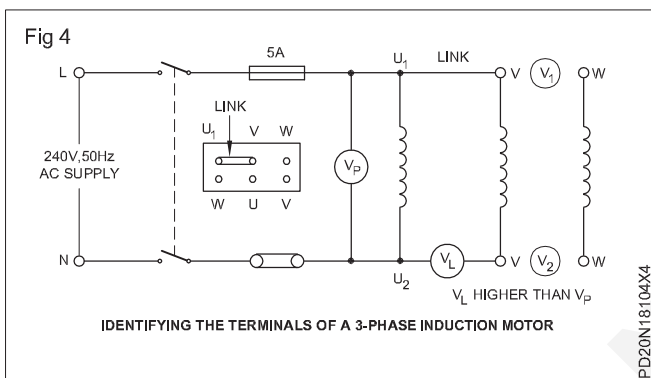 Fig 4
5A
L
U1
LINK
V
V1
W
LINK
U1 V W
240V,50Hz
AC SUPPLY
VP
W U V
N
U2
VL
V
V2
W
VL HIGHER THAN VP
IDENTIFYING THE TERMINALS OF A 3-PHASE INDUCTION MOTOR
PD20N18104X4